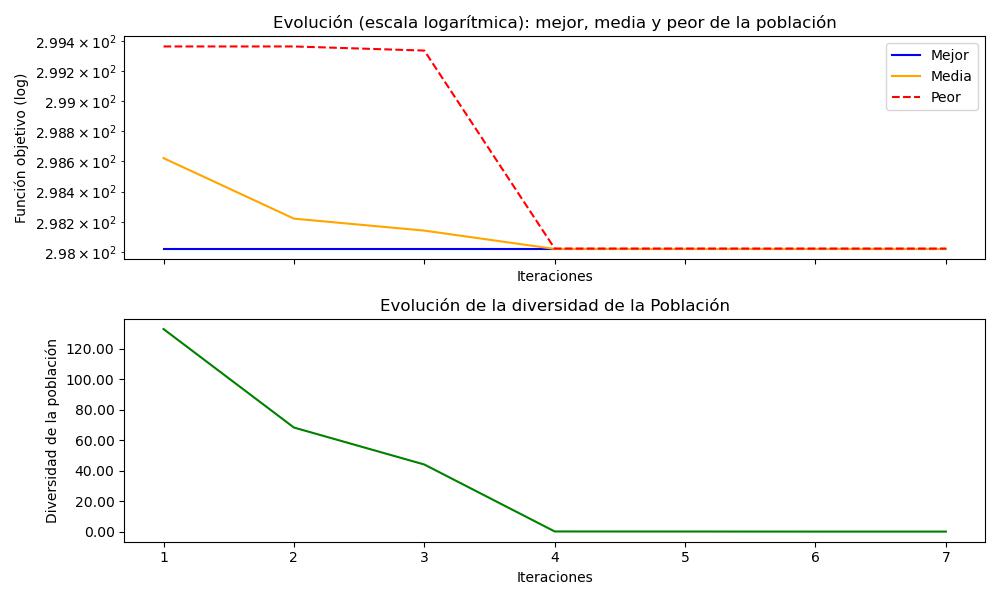 Evolución (escala logarítmica): mejor, media y peor de la población
Función objetivo (log)
2.994 × 10²
2.992 × 10²
2.99 × 10²
2.988 × 10²
2.986 × 10²
2.984 × 10²
2.982 × 10²
2.98 × 10²
Mejor
Media
Peor
Iteraciones
Evolución de la diversidad de la Población
Diversidad de la población
120.00
100.00
80.00
60.00
40.00
20.00
0.00
1 2 3 4 5 6 7
Iteraciones